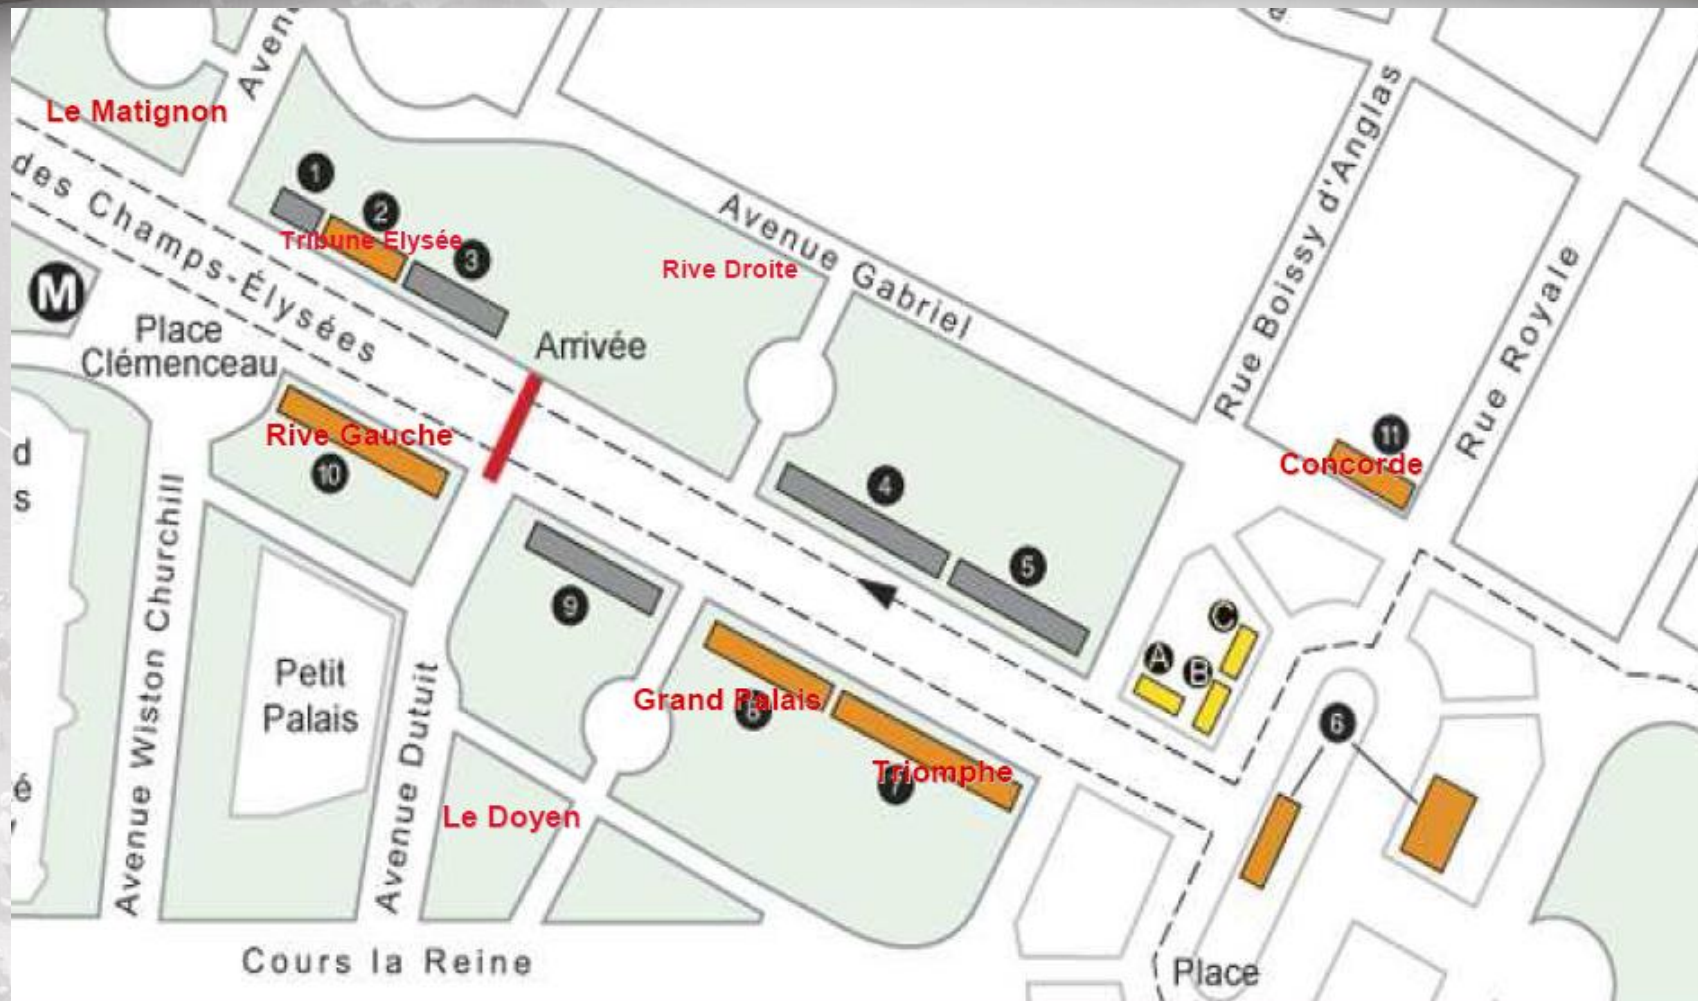 Aven
Le Matignon
des Champs-Élysées
1
2
Tribune Elysée
3
M
Place
Clémenceau
Arrivée
Rive Droite
Avenue Gabriel
Rue Boissy d'Anglas
Rue Royale
Rive Gauche
10
d
s
4
5
11
Concorde
9
A
B
C
Grand Palais
8
Triomphe
7
6
Petit
Palais
Avenue Wiston Churchill
Avenue Dutuit
Le Doyen
é
Cours la Reine
Place